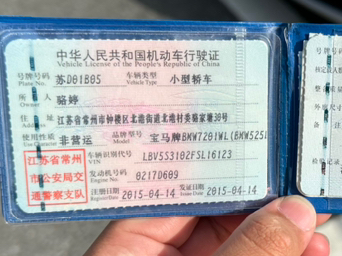 中华人民共和国机动车行驶证
Vehicle License of the People's Republic of China
号牌号码 苏D01B05 车辆类型 小型轿车
Plate No. Vehicle Type
所有人 骆婷
Owner
住址 江苏省常州市钟楼区北港街道北港村委骆家塘30号
Address
使用性质 非营运 品牌型号 宝马牌BMW7201WL(BMW525L
Use Character Model
江苏省常州市公安局交通警察支队
车辆识别代号 LBV5S3102FSL16123
VIN
发动机号码 0217D609
Engine No.
注册日期 2015-04-14 发证日期 2015-04-14
Register Date Issue Date